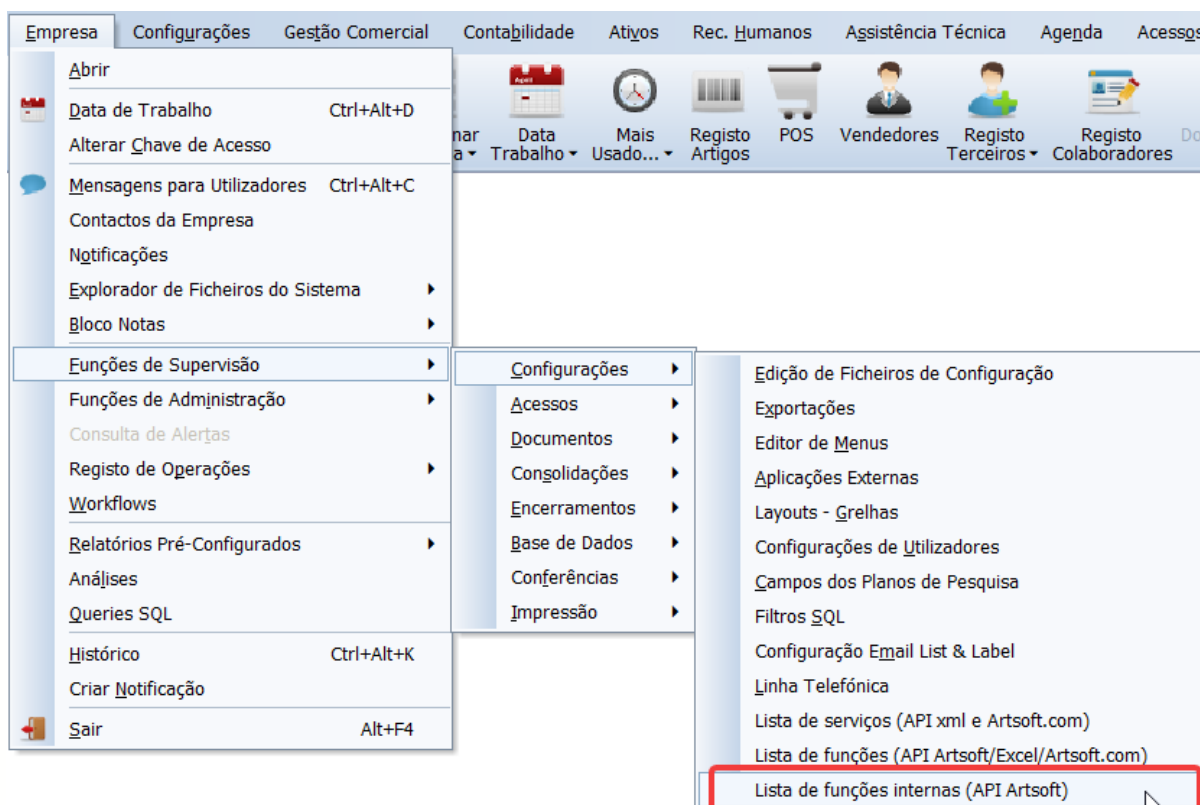 Empresa Configurações Gestão Comercial Contabilidade Ativos Rec. Humanos Assistência Técnica Agenda Acessos
Abrir
Data de Trabalho Ctrl+Alt+D
Alterar Chave de Acesso
Mensagens para Utilizadores Ctrl+Alt+C
Contactos da Empresa
Notificações
Explorador de Ficheiros do Sistema
Bloco Notas
Funções de Supervisão
Funções de Administração
Consulta de Alertas
Registo de Operações
Workflows
Relatórios Pré-Configurados
Análises
Queries SQL
Histórico Ctrl+Alt+K
Criar Notificação
Sair Alt+F4
nar Data Mais Registo POS Vendedores Registo Registo Do
a Trabalho Usado... Artigos Terceiros Colaboradores
Configurações
Acessos
Documentos
Consolidações
Encerramentos
Base de Dados
Conferências
Impressão
Edição de Ficheiros de Configuração
Exportações
Editor de Menus
Aplicações Externas
Layouts - Grelhas
Configurações de Utilizadores
Campos dos Planos de Pesquisa
Filtros SQL
Configuração Email List & Label
Linha Telefónica
Lista de serviços (API xml e Artsoft.com)
Lista de funções (API Artsoft/Excel/Artsoft.com)
Lista de funções internas (API Artsoft)